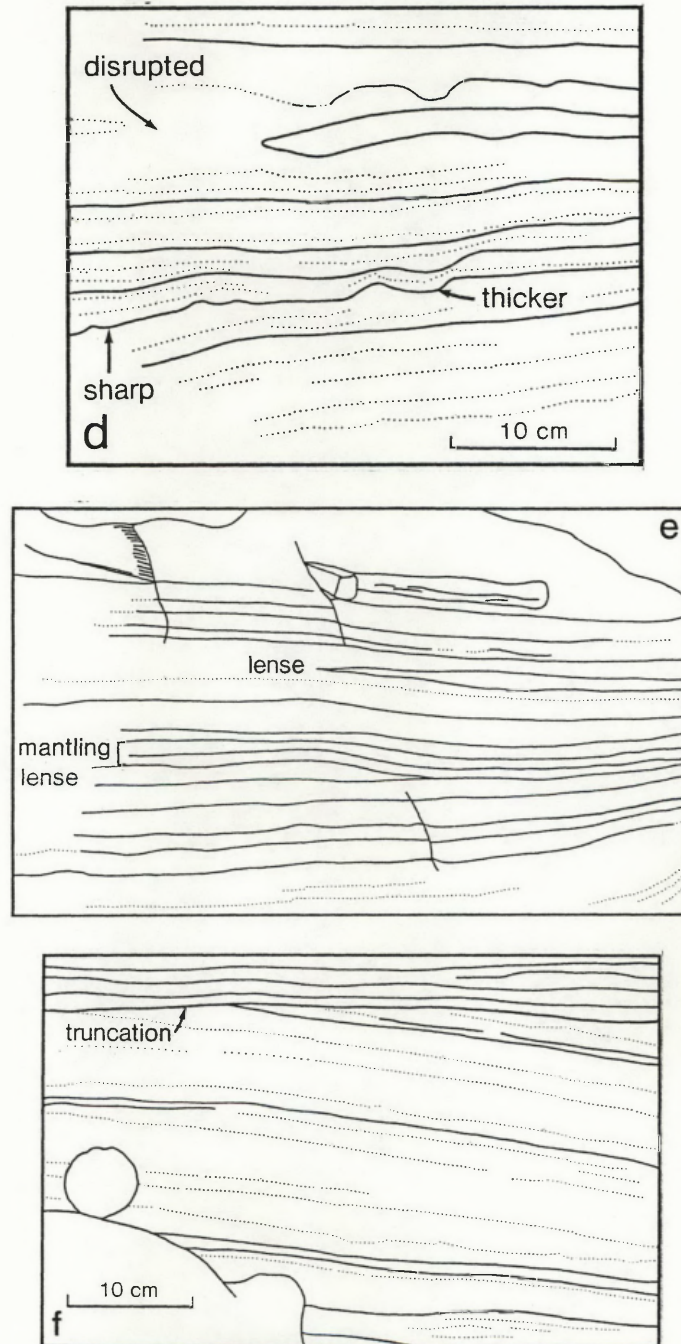 disrupted
thicker
sharp
d
10 cm
e
lense
mantling
lense
truncation
10 cm
f